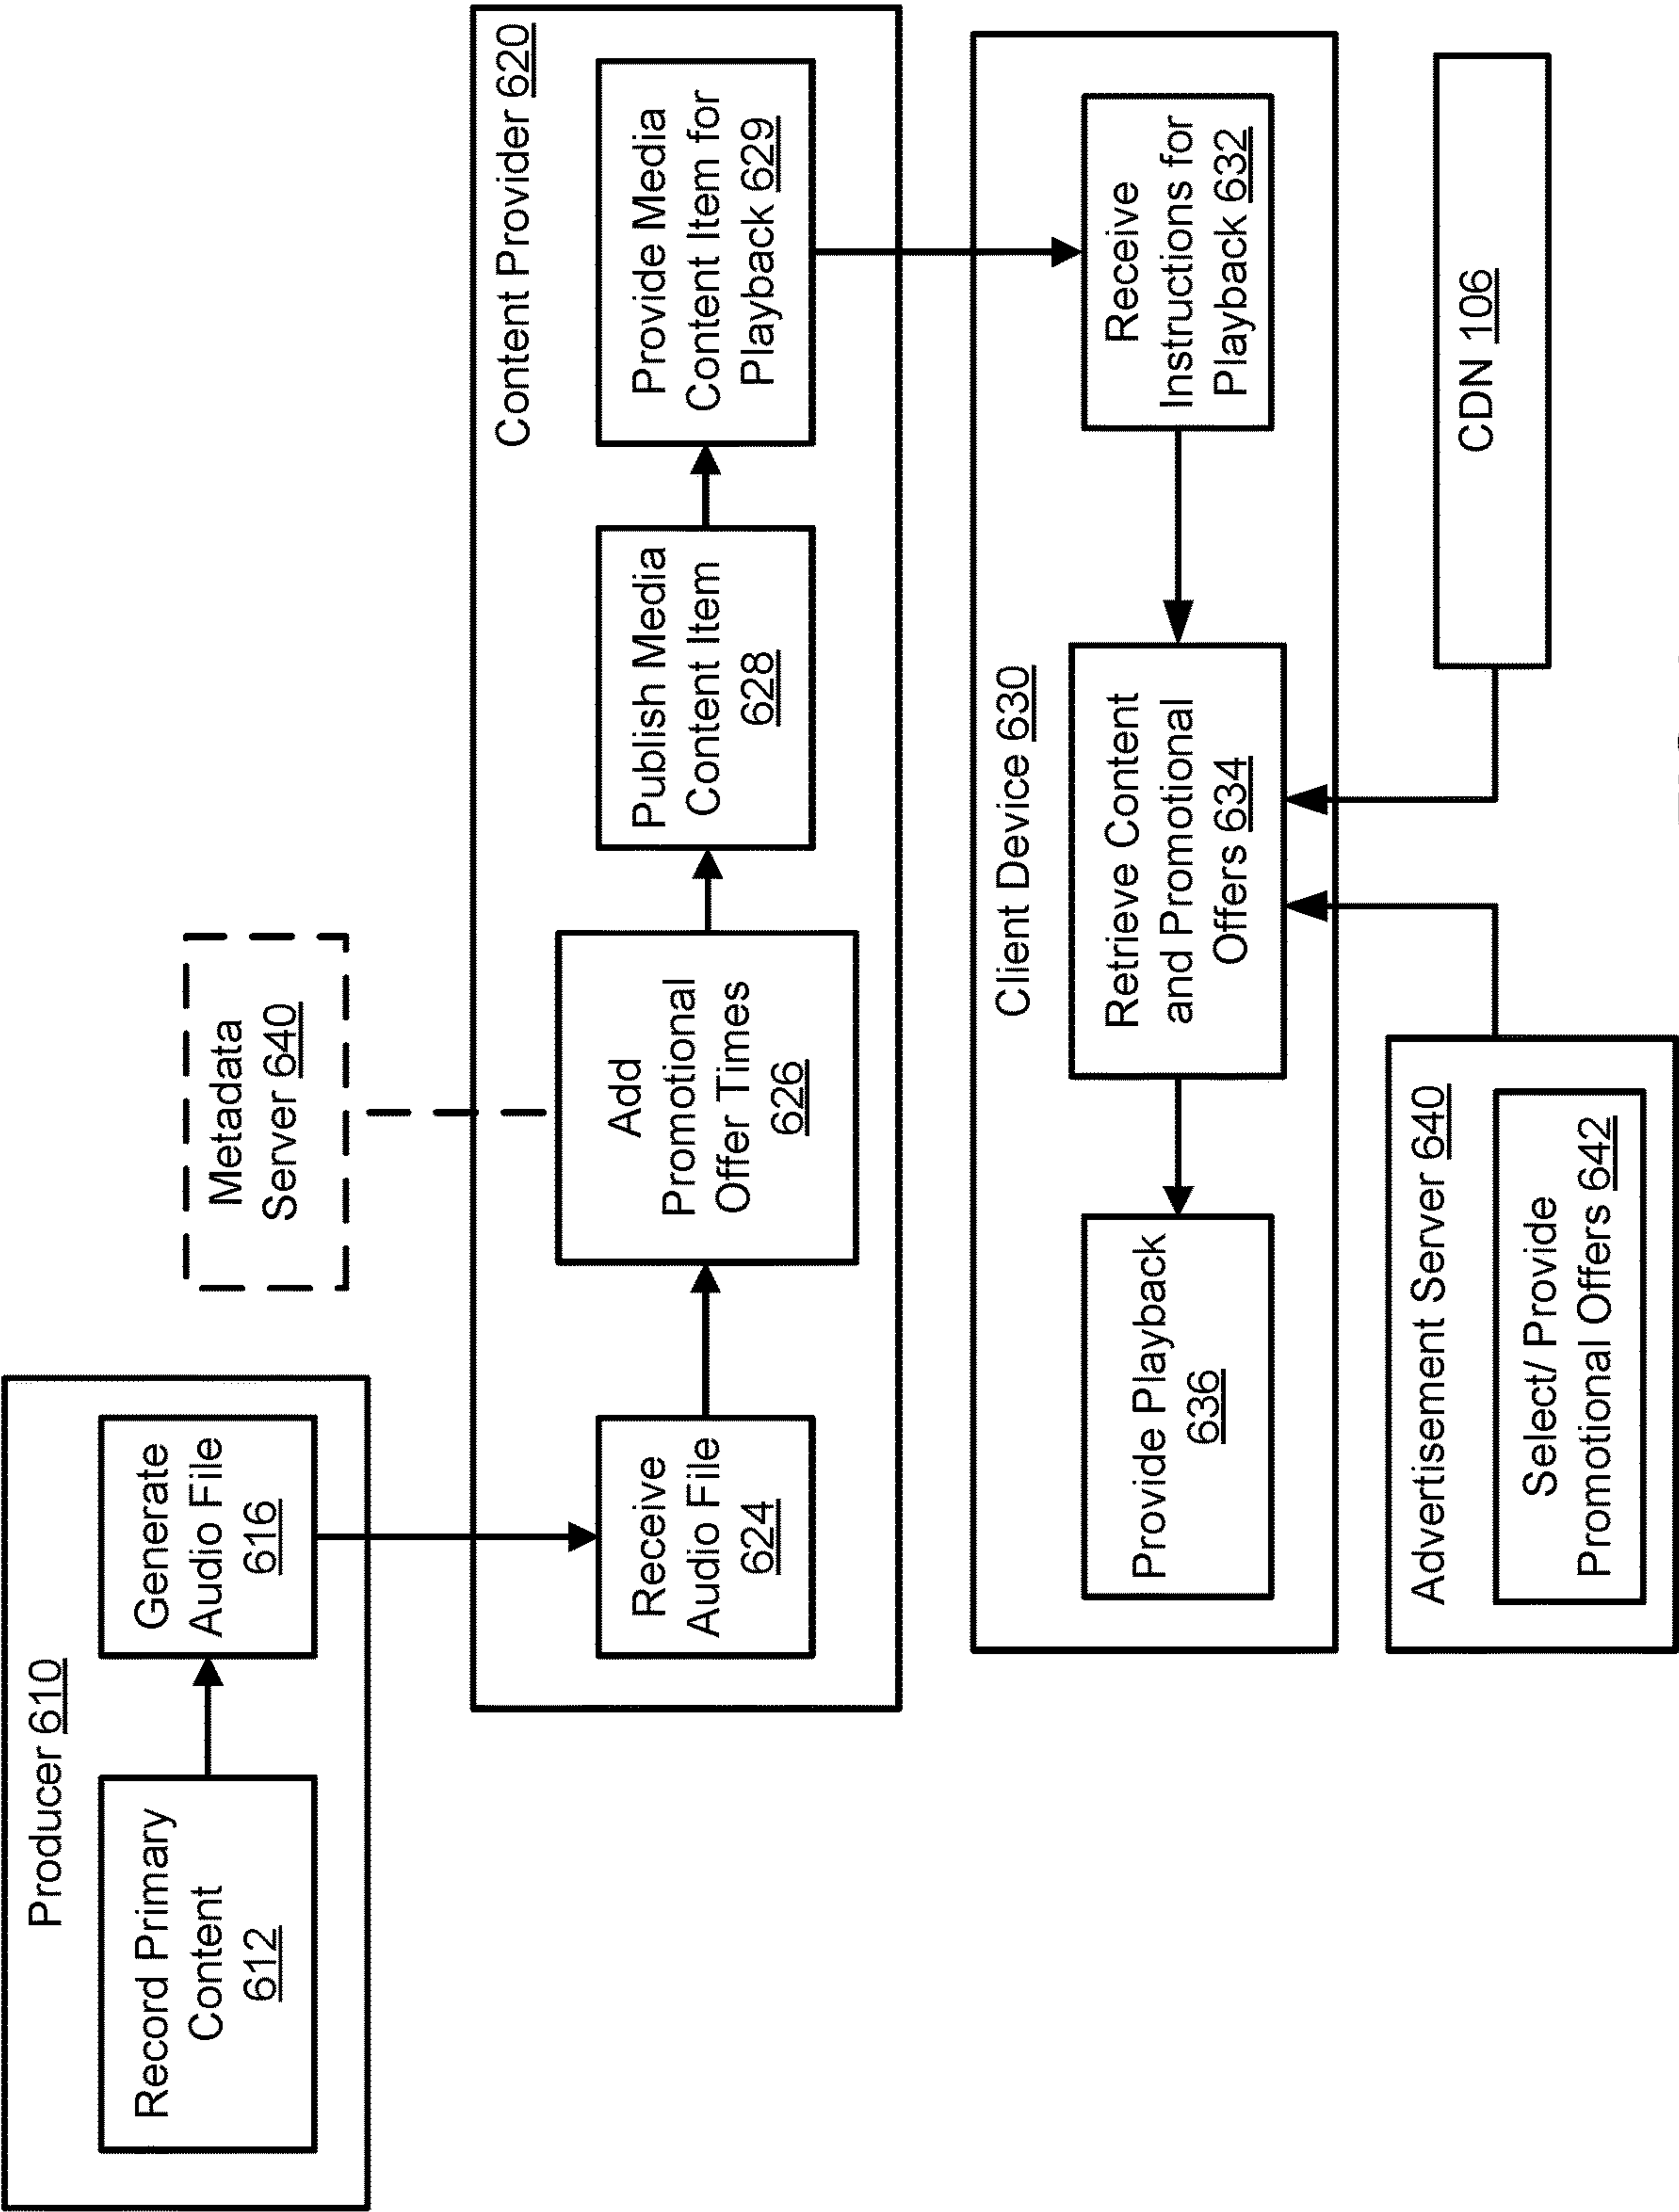 Producer 610
Record Primary
Content
612
Generate
Audio File
616
Metadata
Server 640
Content Provider 620
Receive
Audio File
624
Add
Promotional
Offer Times
626
Publish Media
Content Item
628
Provide Media
Content Item for
Playback 629
Client Device 630
Provide Playback
636
Retrieve Content
and Promotional
Offers 634
Receive
Instructions for
Playback 632
Advertisement Server 640
Select/ Provide
Promotional Offers 642
CDN 106